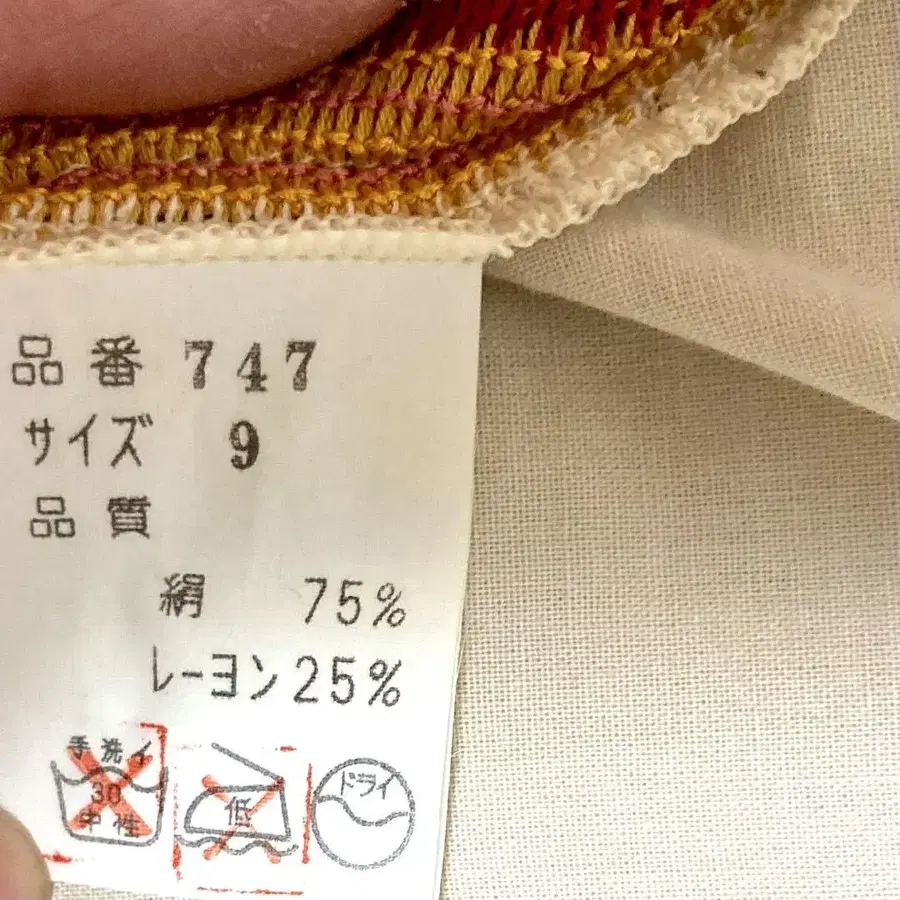 品番 747
サイズ 9
品質
絹 75%
レーヨン 25%
手洗イ
30
中性
低
ドライ